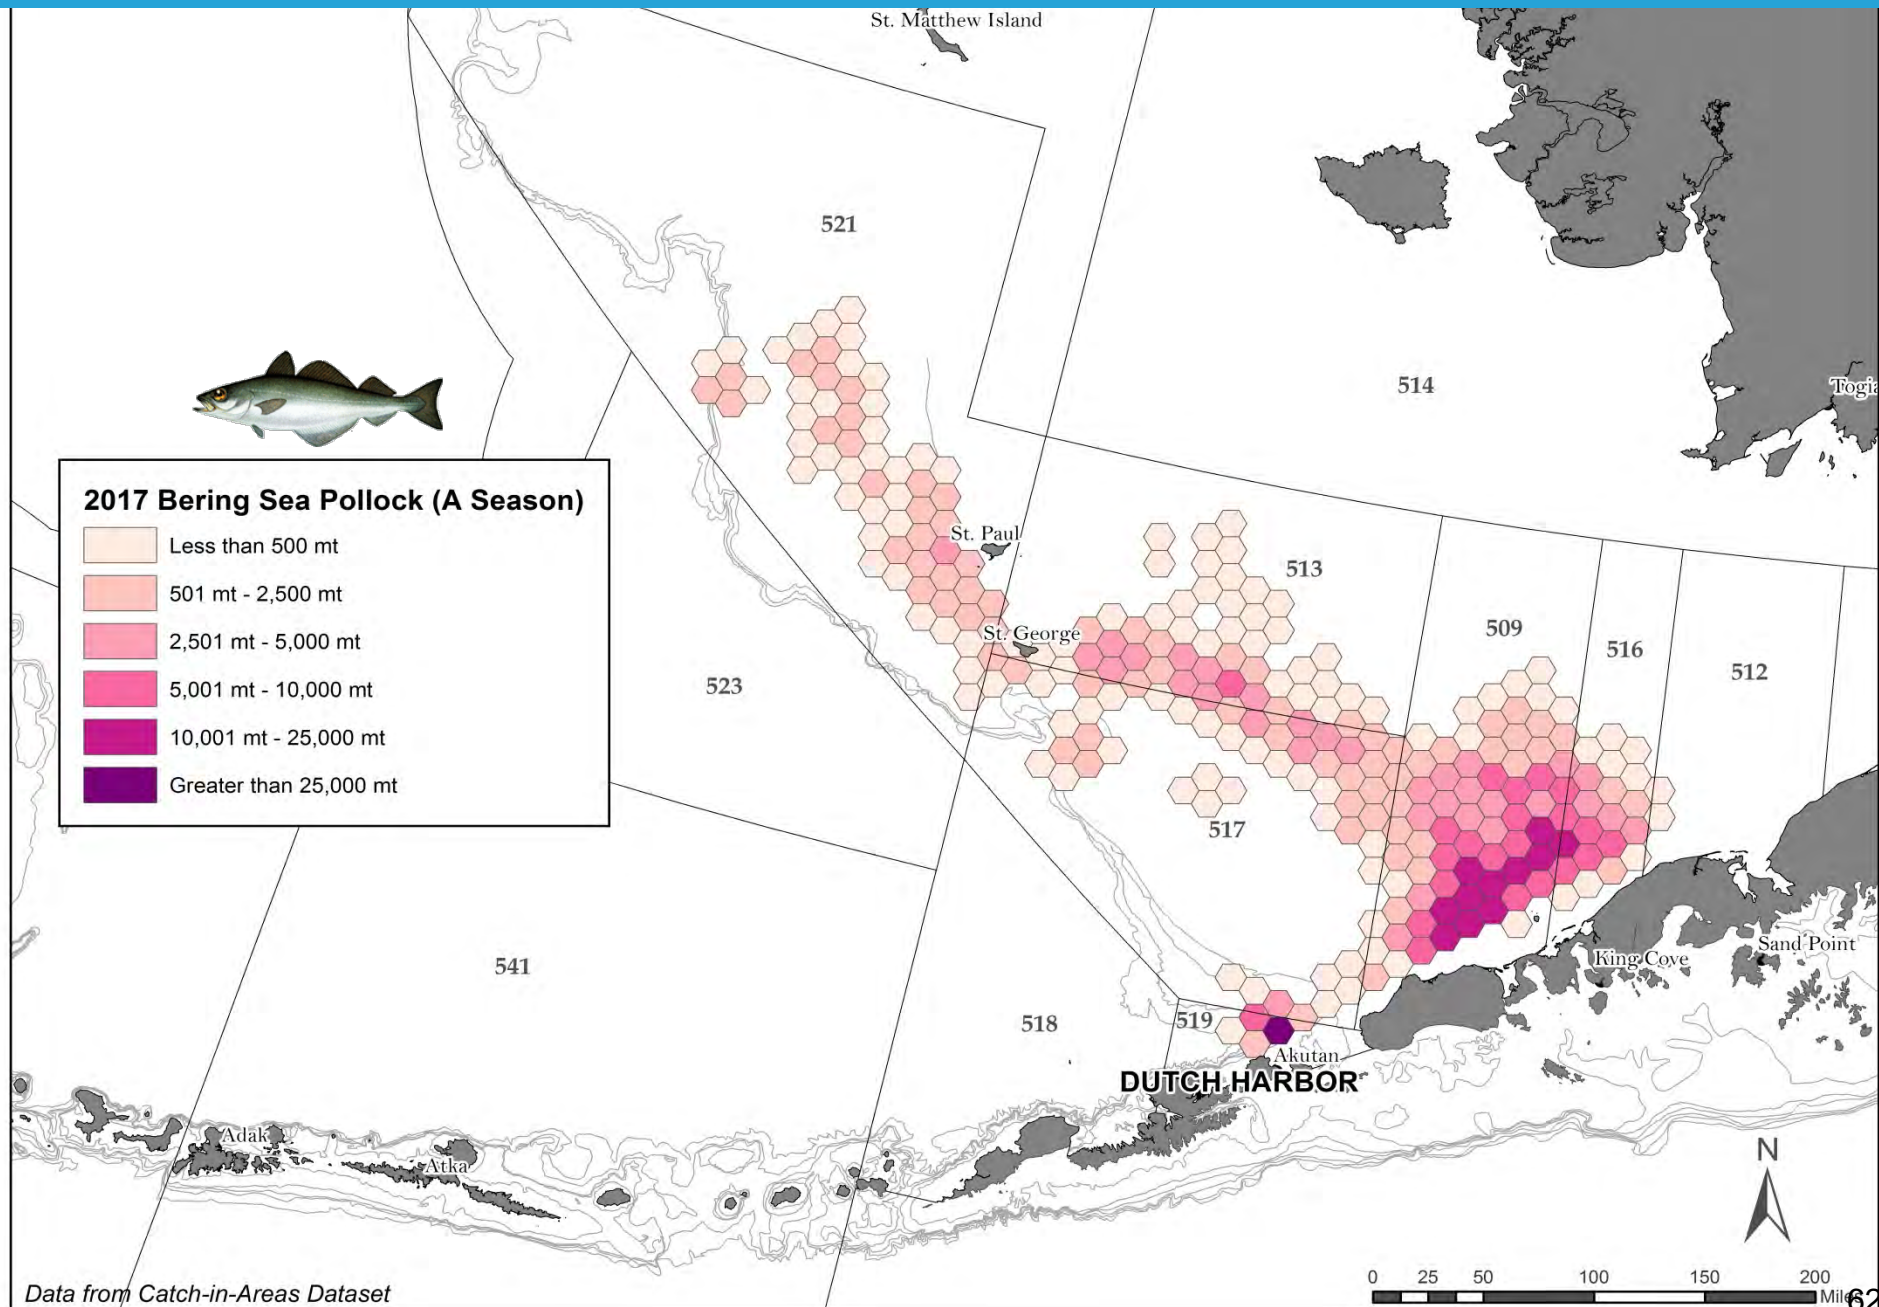 St. Matthew Island
521
514
Togia
2017 Bering Sea Pollock (A Season)
Less than 500 mt
501 mt - 2,500 mt
2,501 mt - 5,000 mt
5,001 mt - 10,000 mt
10,001 mt - 25,000 mt
Greater than 25,000 mt
St. Paul
513
St. George
509
516
512
523
517
541
518
519
Sand Point
King Cove
Akutan
DUTCH HARBOR
Adak
Atka
N
0 25 50 100 150 200
Miles
62
Data from Catch-in-Areas Dataset